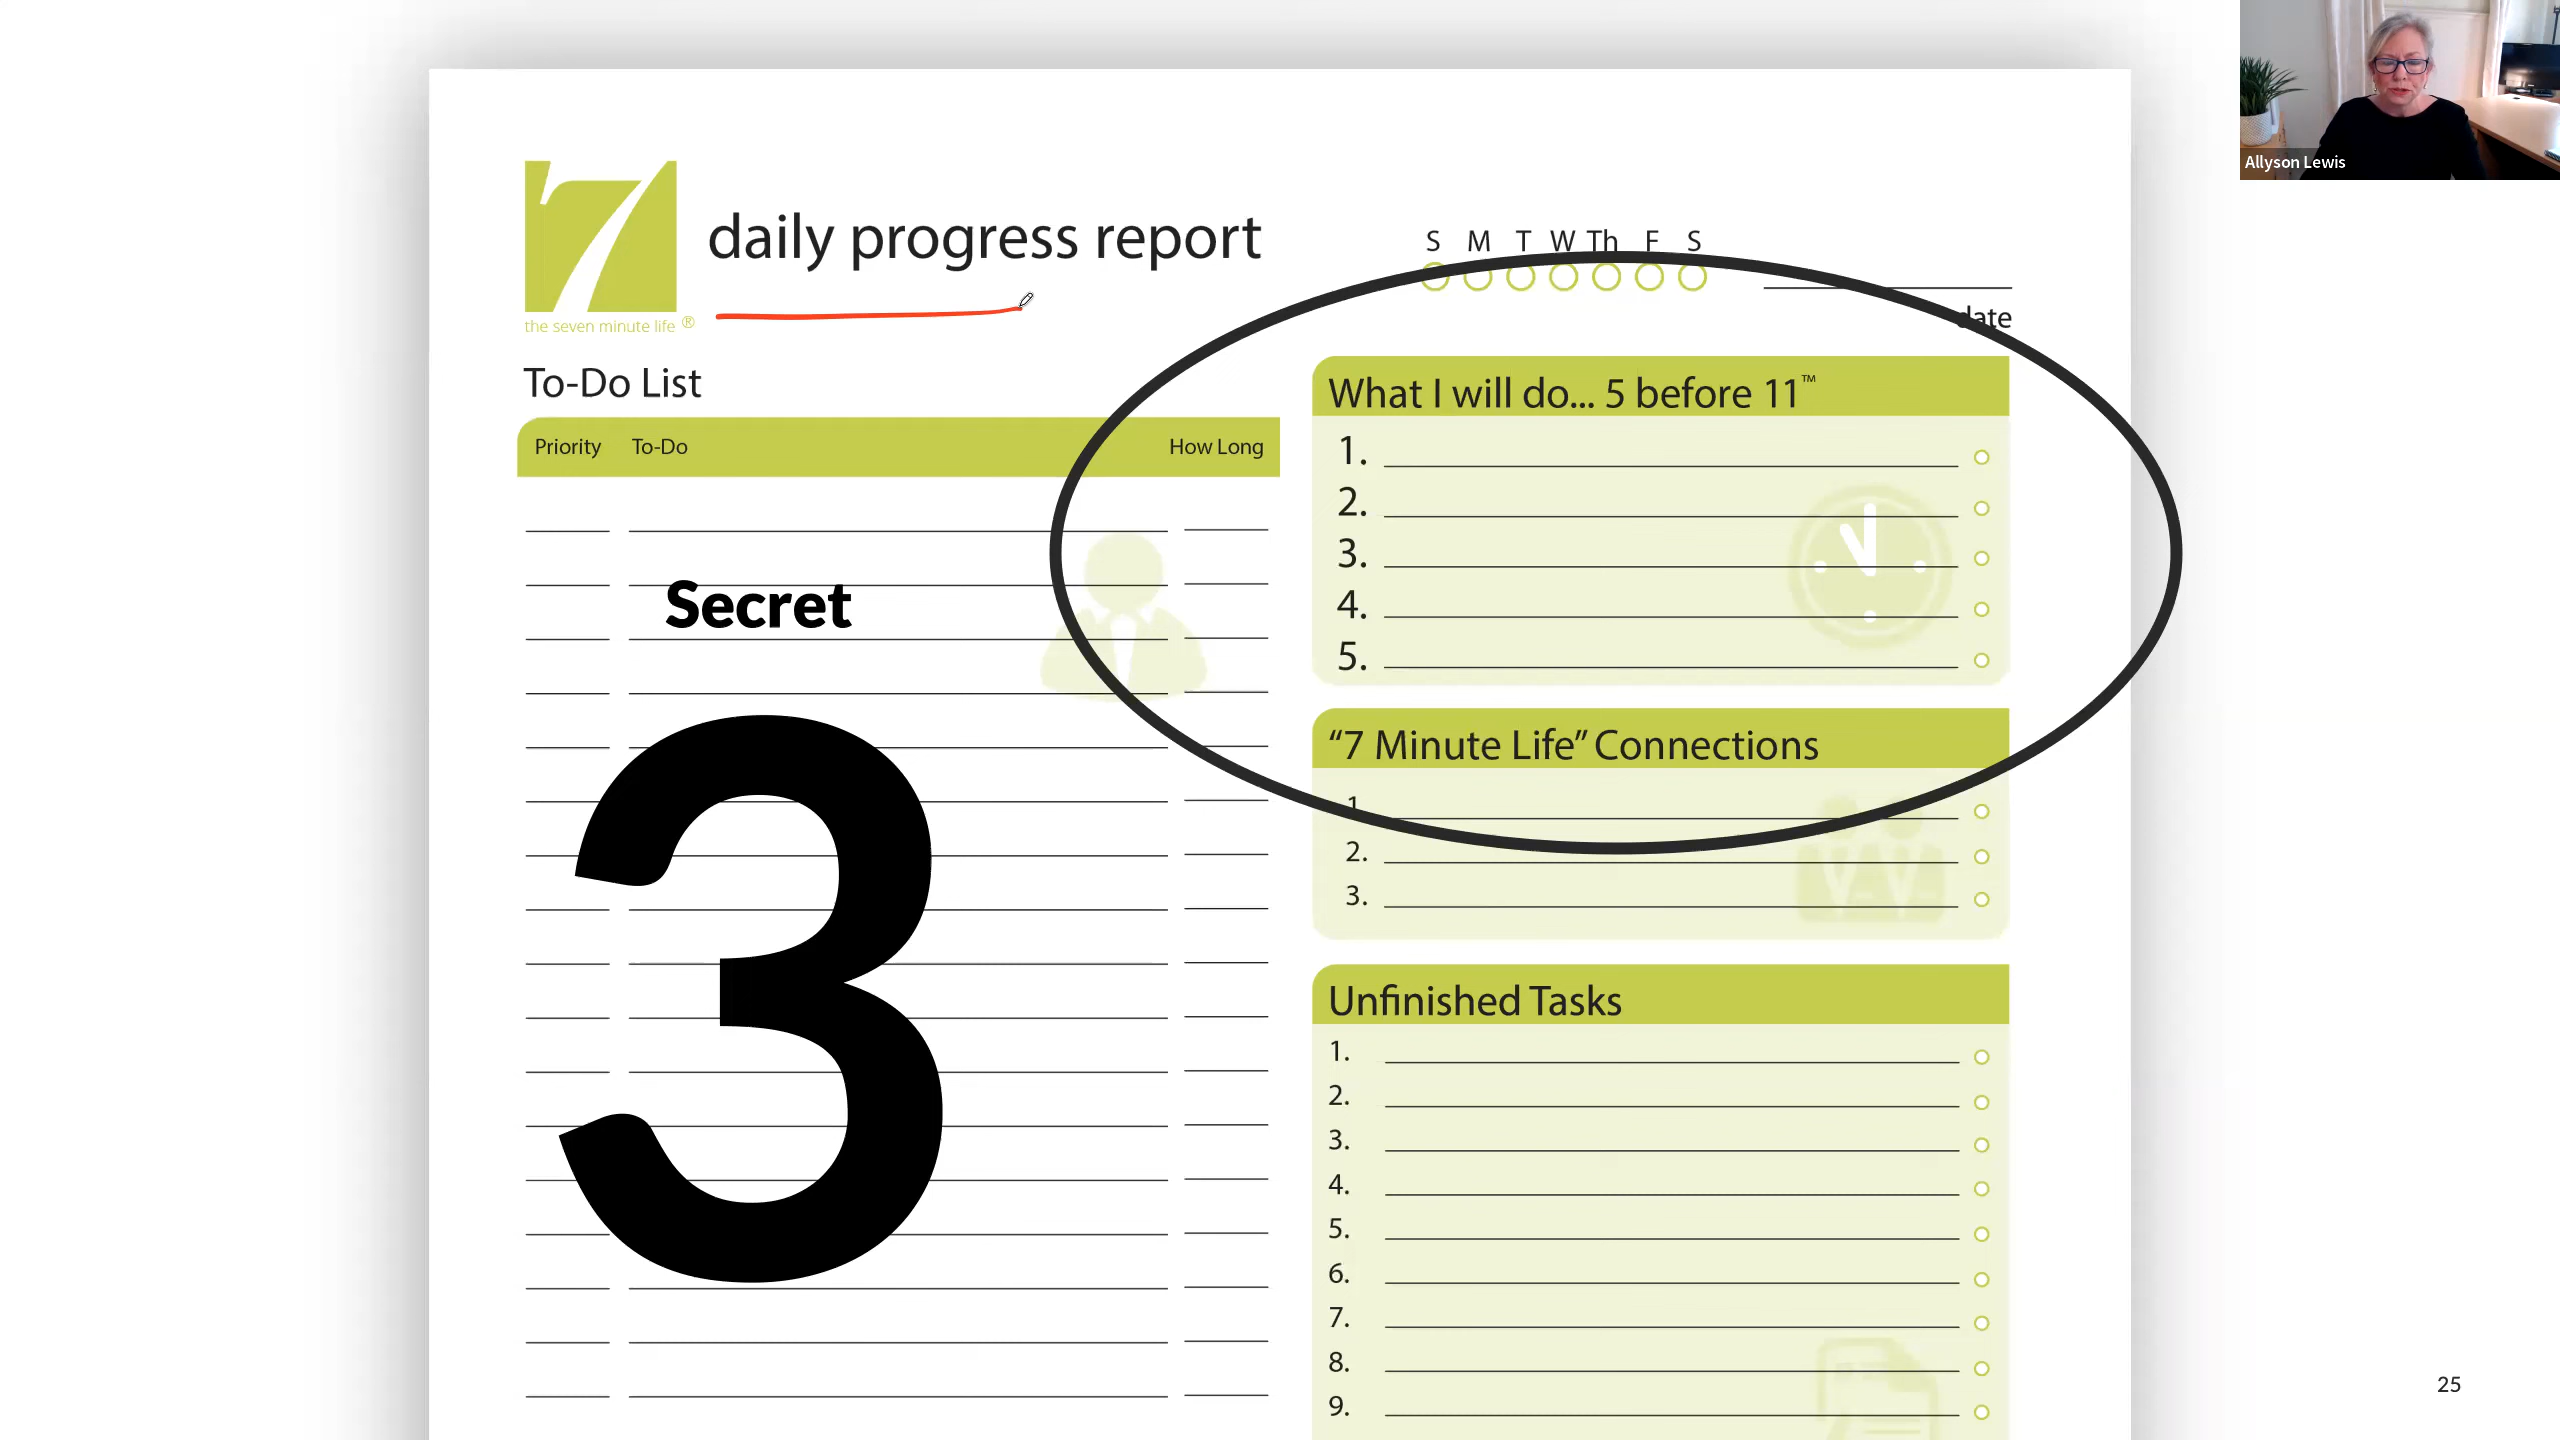 Allyson Lewis
daily progress report
the seven minute life ®
S M T W Th F S
date
To-Do List
Priority To-Do How Long
Secret
3
What I will do... 5 before 11™
1.
2.
3.
4.
5.
“7 Minute Life” Connections
1.
2.
3.
Unfinished Tasks
1.
2.
3.
4.
5.
6.
7.
8.
9.
25